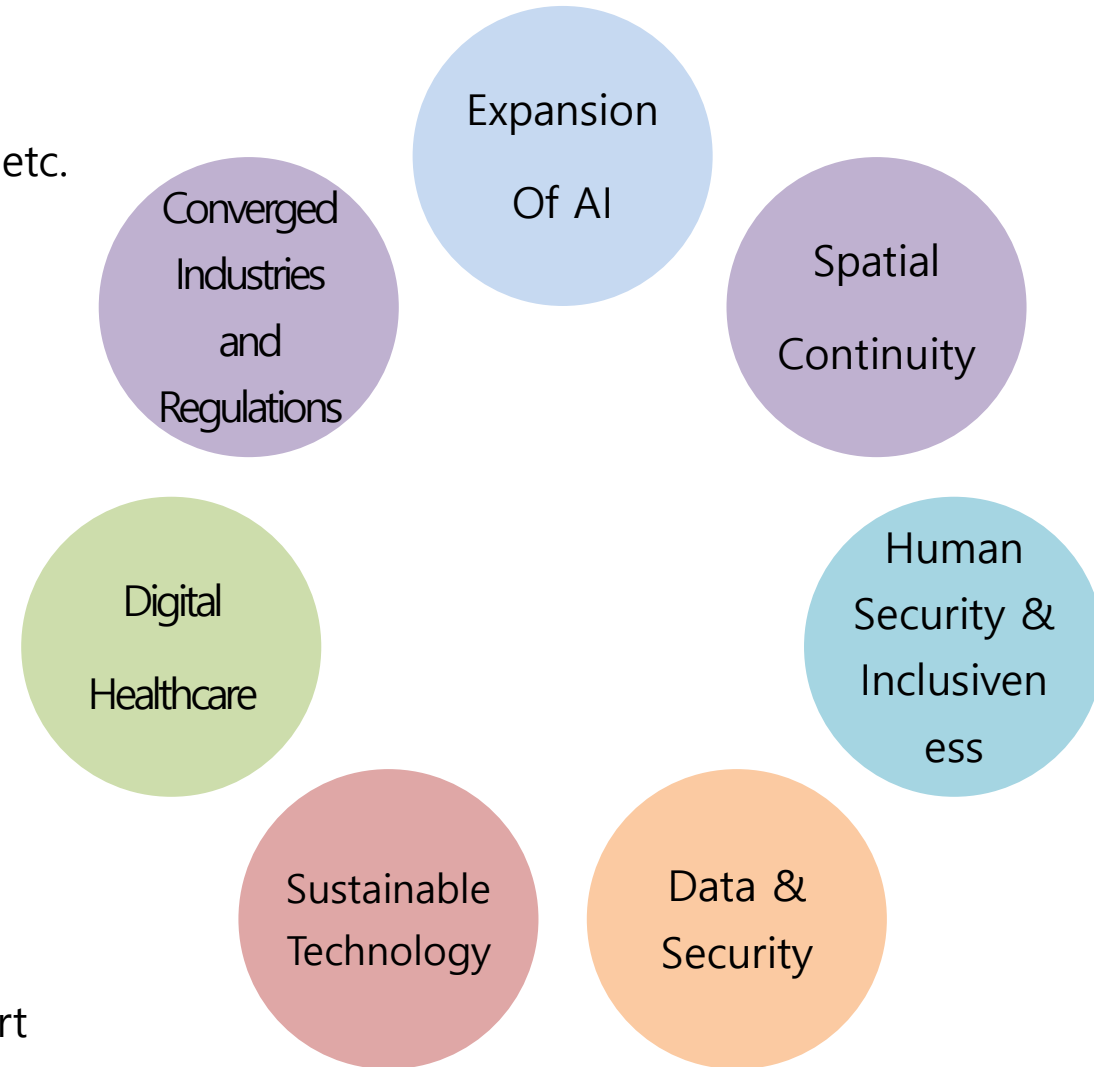 Expansion
Of AI
etc.
Converged
Industries
and
Regulations
Spatial
Continuity
Human
Security &
Inclusiven
ess
Digital
Healthcare
Sustainable
Technology
Data &
Security
rt